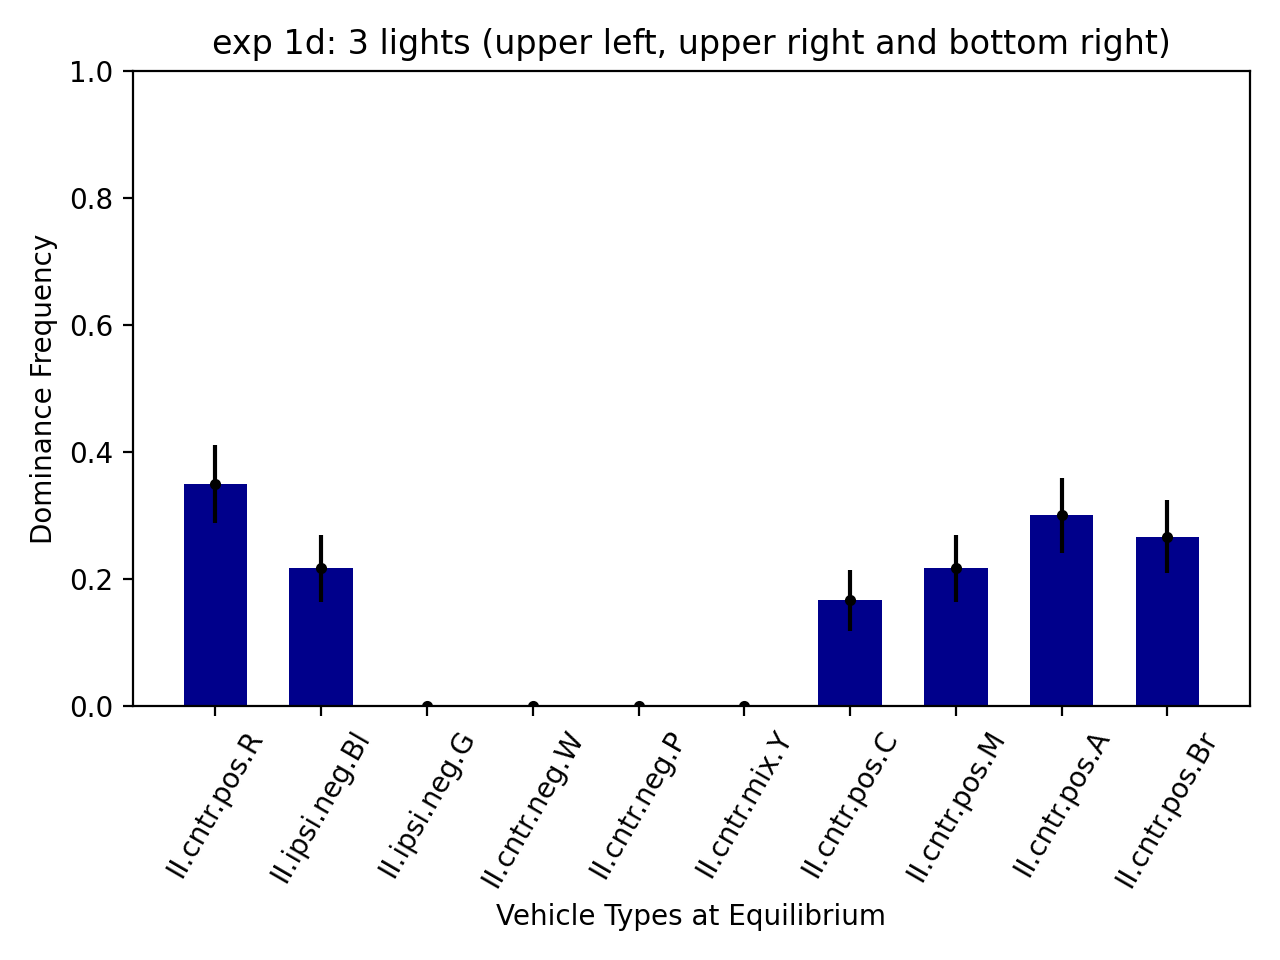 exp 1d: 3 lights (upper left, upper right and bottom right)
1.0
0.8
0.6
0.4
0.2
0.0
Dominance Frequency
II.cntr.pos.R
II.ipsi.neg.Bl
II.ipsi.neg.G
II.cntr.neg.W
II.cntr.neg.P
II.cntr.mix.Y
II.cntr.pos.C
II.cntr.pos.M
II.cntr.pos.A
II.cntr.pos.Br
Vehicle Types at Equilibrium